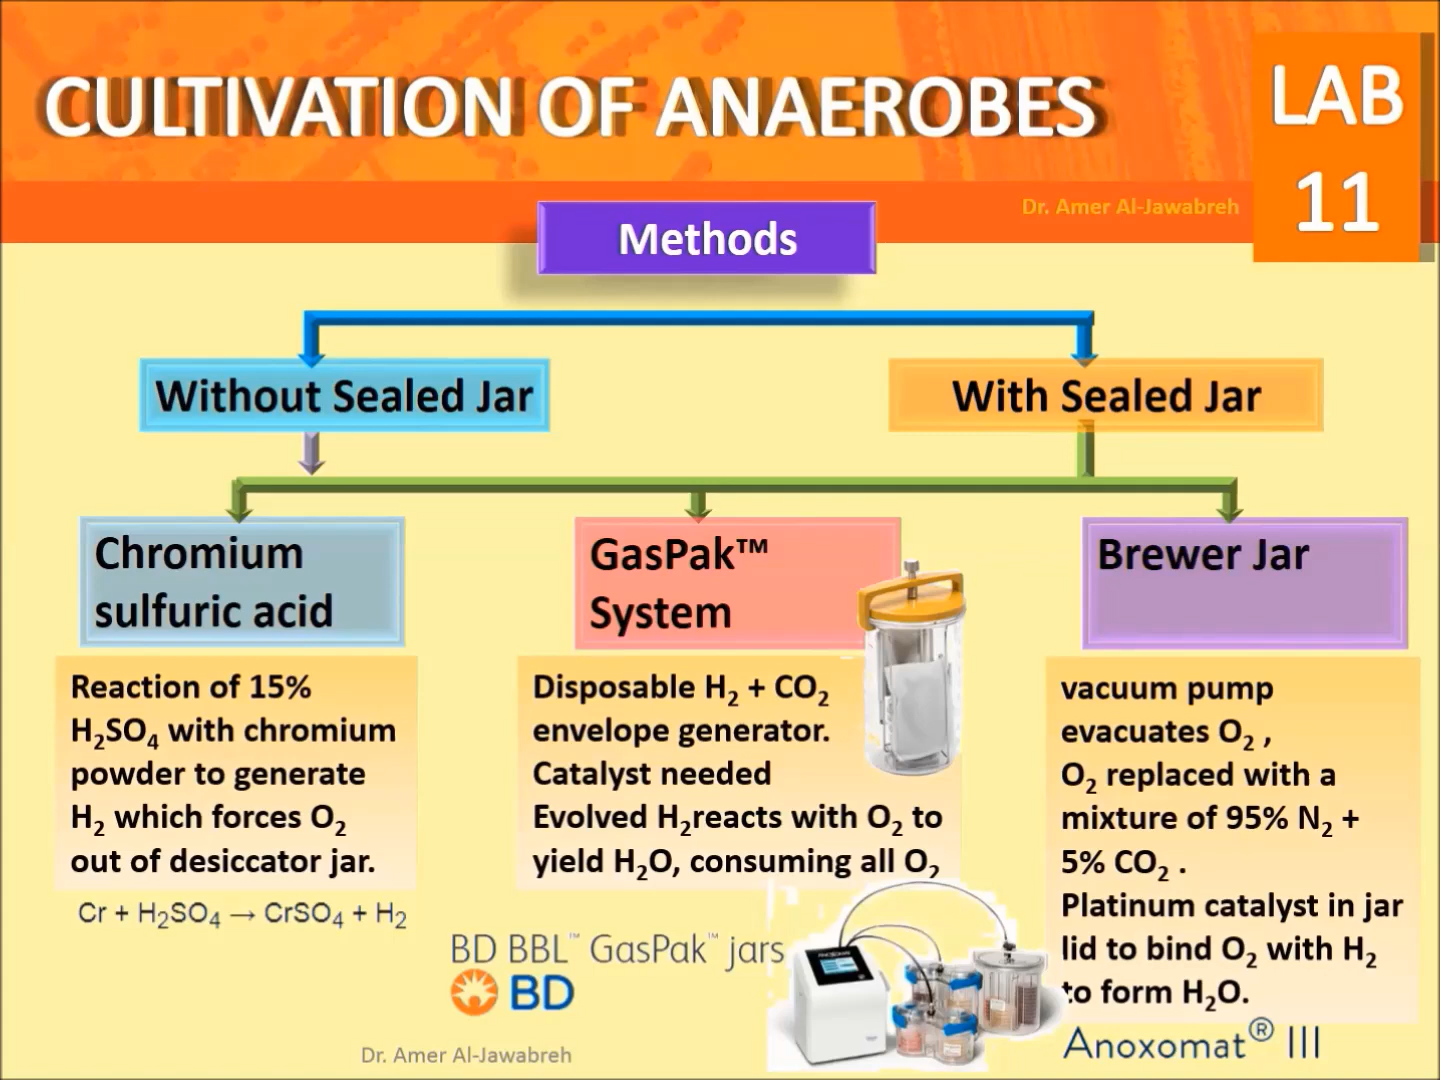 CULTIVATION OF ANAEROBES
LAB
11
Dr. Amer Al-Jawabreh
Methods
Without Sealed Jar
With Sealed Jar
Chromium
sulfuric acid
GasPak™
System
Brewer Jar
Reaction of 15%
H₂SO₄ with chromium
powder to generate
H₂ which forces O₂
out of desiccator jar.
Cr + H₂SO₄ → CrSO₄ + H₂
Disposable H₂ + CO₂
envelope generator.
Catalyst needed
Evolved H₂reacts with O₂ to
yield H₂O, consuming all O₂
BD BBL™ GasPak™ jars
BD
vacuum pump
evacuates O₂ ,
O₂ replaced with a
mixture of 95% N₂ +
5% CO₂ .
Platinum catalyst in jar
lid to bind O₂ with H₂
to form H₂O.
Anoxomat® III
Dr. Amer Al-Jawabreh